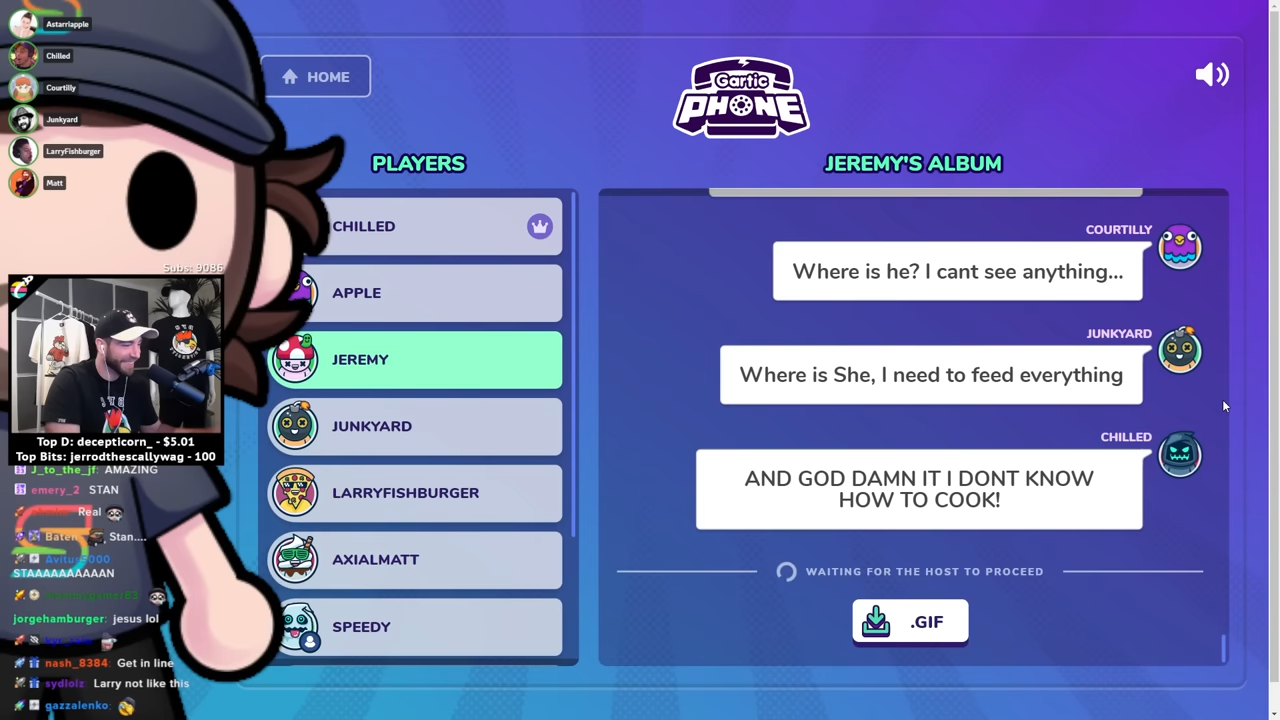 Astarriapple
Chilled
Courtilly
Junkyard
LarryFishburger
Matt
Subs: 9086
Top D: decepticorn_ - $5.01
Top Bits: jerrodthescallywag - 100
J_to_the_jf: AMAZING
emery_2 STAN
Real
Stan....
STAAAAAAAAAN
jorgehamburger: jesus lol
nash_8384: Get in line
sydlolz: Larry not like this
gazzalenko:
HOME
Gartic
PHONE
PLAYERS
CHILLED
APPLE
JEREMY
JUNKYARD
LARRYFISHBURGER
AXIALMATT
SPEEDY
JEREMY'S ALBUM
COURTILLY
Where is he? I cant see anything...
JUNKYARD
Where is She, I need to feed everything
CHILLED
AND GOD DAMN IT I DONT KNOW
HOW TO COOK!
WAITING FOR THE HOST TO PROCEED
.GIF